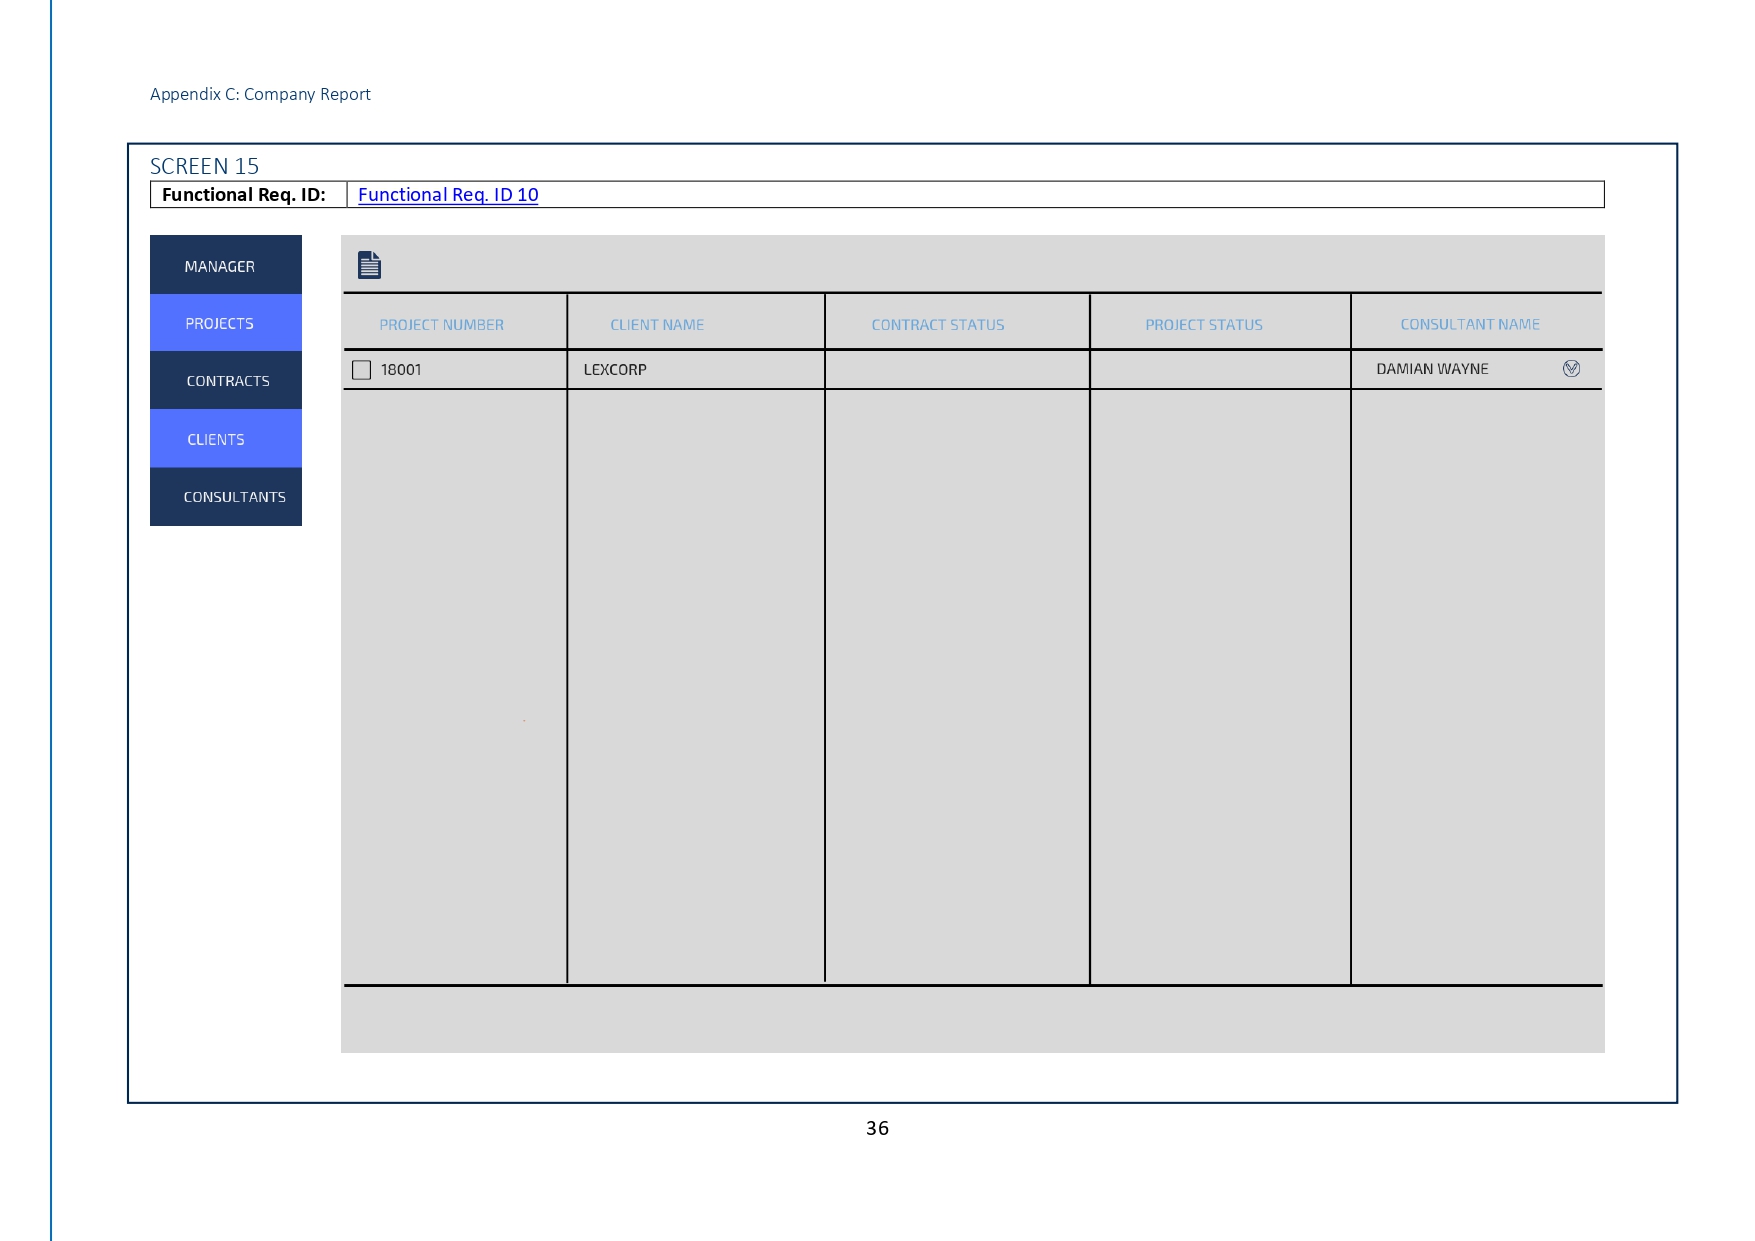 Appendix C: Company Report
SCREEN 15
Functional Req. ID: Functional Req. ID 10
MANAGER
PROJECTS
CONTRACTS
CLIENTS
CONSULTANTS
PROJECT NUMBER CLIENT NAME CONTRACT STATUS PROJECT STATUS CONSULTANT NAME
18001 LEXCORP DAMIAN WAYNE
36